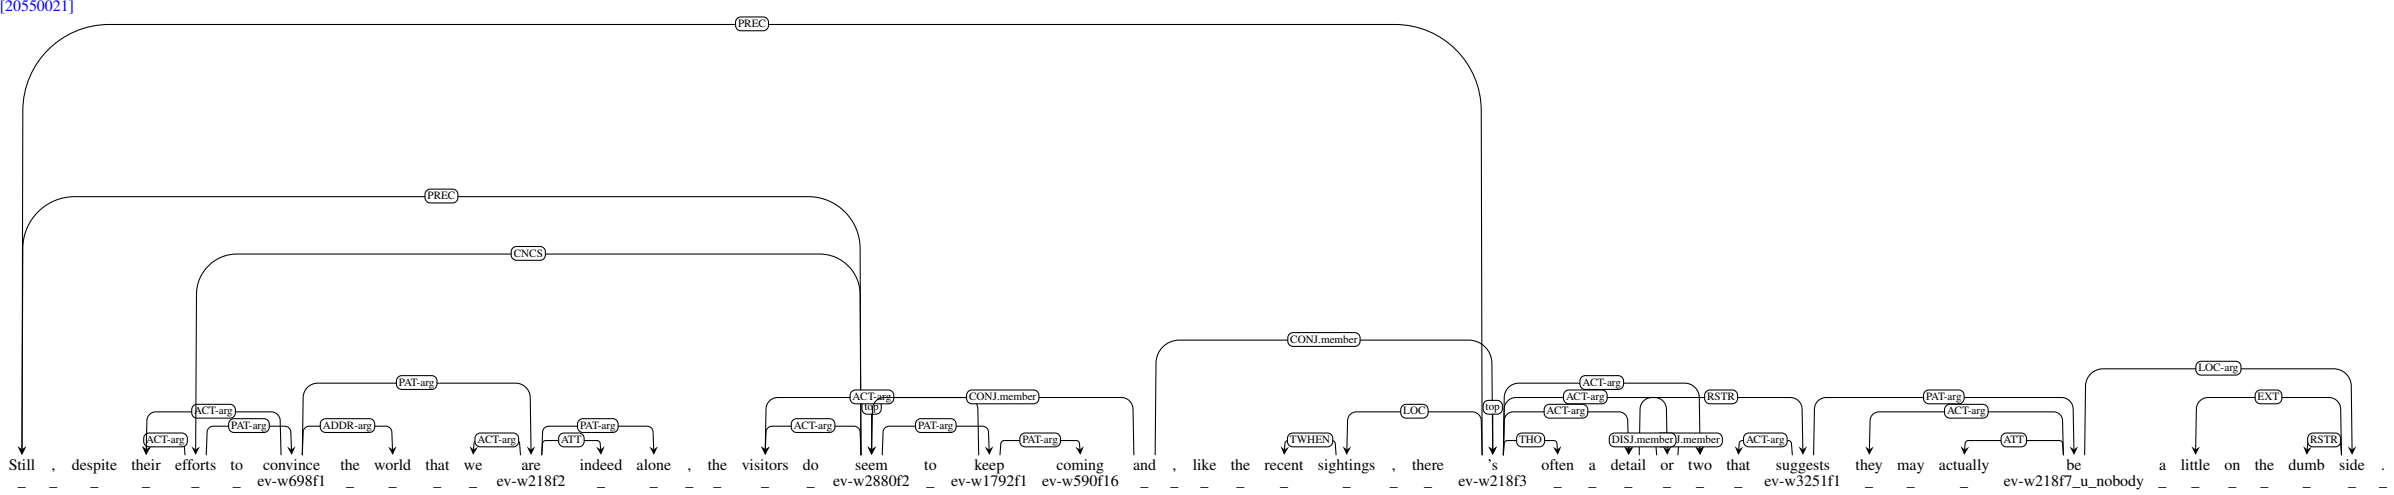 [20550021]
PREC
PREC
CNCS
CONJ.member
LOC-arg
PAT-arg ACT-arg
ACT-arg CONJ.member ACT-arg RSTR PAT-arg EXT
ACT-arg top LOC top ACT-arg ACT-arg
PAT-arg ADDR-arg PAT-arg ACT-arg PAT-arg
ACT-arg ACT-arg ATT PAT-arg TWHEN THO DISJ.member J.member ACT-arg ATT RSTR
Still , despite their efforts to convince the world that we are indeed alone , the visitors do seem to keep coming and , like the recent sightings , there 's often a detail or two that suggests they may actually be a little on the dumb side .
_ _ _ _ _ _ ev-w698f1 _ _ _ _ ev-w218f2 _ _ _ _ _ _ ev-w2880f2 _ ev-w1792f1 ev-w590f16 _ _ _ _ _ _ _ _ ev-w218f3 _ _ _ _ _ _ ev-w3251f1 _ _ _ ev-w218f7_u_nobody _ _ _ _ _ _ _